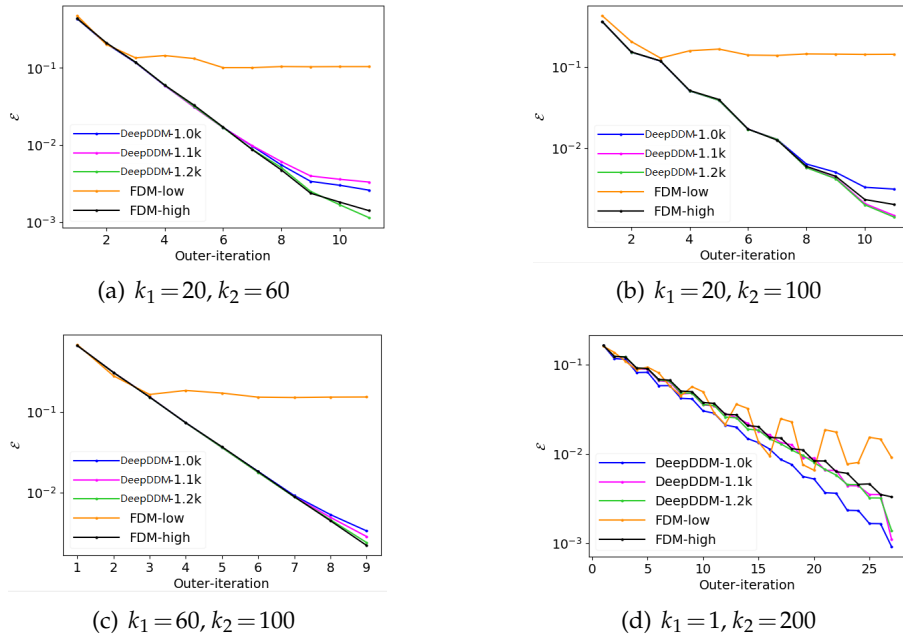 10⁻¹
10⁻²
10⁻³
ℰ
DeepDDM-1.0k
DeepDDM-1.1k
DeepDDM-1.2k
FDM-low
FDM-high
2 4 6 8 10
Outer-iteration
(a) k₁=20, k₂=60
10⁻¹
10⁻²
ℰ
DeepDDM-1.0k
DeepDDM-1.1k
DeepDDM-1.2k
FDM-low
FDM-high
2 4 6 8 10
Outer-iteration
(b) k₁=20, k₂=100
10⁻¹
10⁻²
ℰ
DeepDDM-1.0k
DeepDDM-1.1k
DeepDDM-1.2k
FDM-low
FDM-high
1 2 3 4 5 6 7 8 9
Outer-iteration
(c) k₁=60, k₂=100
10⁻¹
10⁻²
10⁻³
ℰ
DeepDDM-1.0k
DeepDDM-1.1k
DeepDDM-1.2k
FDM-low
FDM-high
0 5 10 15 20 25
Outer-iteration
(d) k₁=1, k₂=200